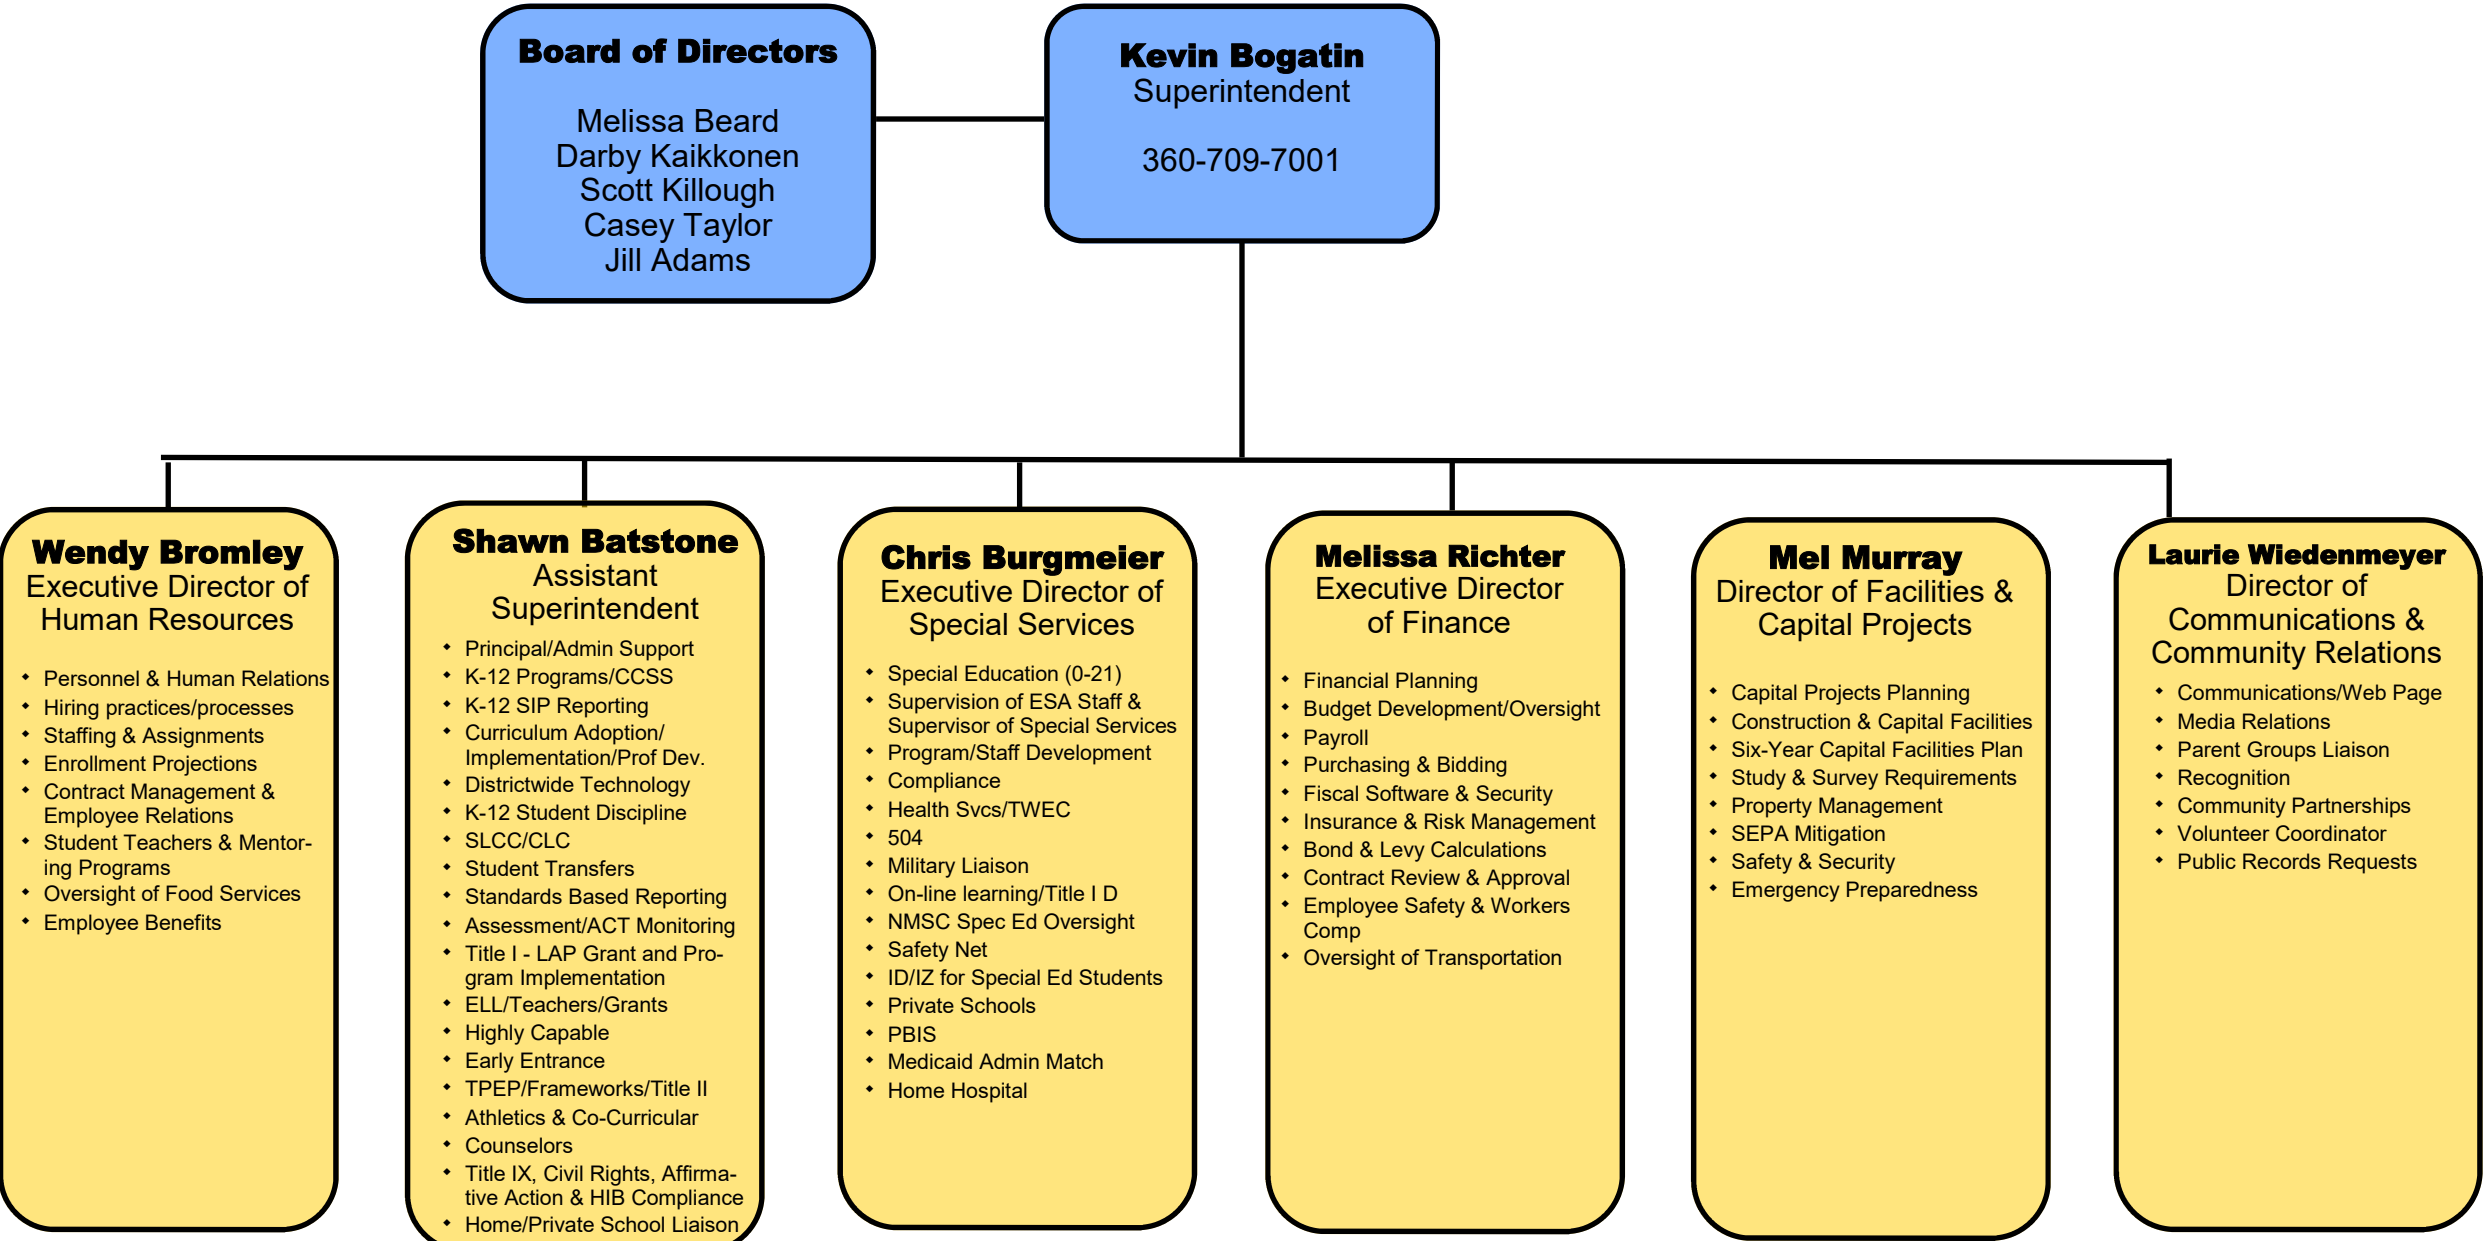 Board of Directors
Melissa Beard
Darby Kaikkonen
Scott Killough
Casey Taylor
Jill Adams
Kevin Bogatin
Superintendent
360-709-7001
Wendy Bromley
Executive Director of
Human Resources
Personnel & Human Relations
Hiring practices/processes
Staffing & Assignments
Enrollment Projections
Contract Management &
Employee Relations
Student Teachers & Mentor-
ing Programs
Oversight of Food Services
Employee Benefits
Shawn Batstone
Assistant
Superintendent
Principal/Admin Support
K-12 Programs/CCSS
K-12 SIP Reporting
Curriculum Adoption/
Implementation/Prof Dev.
Districtwide Technology
K-12 Student Discipline
SLCC/CLC
Student Transfers
Standards Based Reporting
Assessment/ACT Monitoring
Title I - LAP Grant and Pro-
gram Implementation
ELL/Teachers/Grants
Highly Capable
Early Entrance
TPEP/Frameworks/Title II
Athletics & Co-Curricular
Counselors
Title IX, Civil Rights, Affirma-
tive Action & HIB Compliance
Home/Private School Liaison
Chris Burgmeier
Executive Director of
Special Services
Special Education (0-21)
Supervision of ESA Staff &
Supervisor of Special Services
Program/Staff Development
Compliance
Health Svcs/TWEC
504
Military Liaison
On-line learning/Title I D
NMSC Spec Ed Oversight
Safety Net
ID/IZ for Special Ed Students
Private Schools
PBIS
Medicaid Admin Match
Home Hospital
Melissa Richter
Executive Director
of Finance
Financial Planning
Budget Development/Oversight
Payroll
Purchasing & Bidding
Fiscal Software & Security
Insurance & Risk Management
Bond & Levy Calculations
Contract Review & Approval
Employee Safety & Workers
Comp
Oversight of Transportation
Mel Murray
Director of Facilities &
Capital Projects
Capital Projects Planning
Construction & Capital Facilities
Six-Year Capital Facilities Plan
Study & Survey Requirements
Property Management
SEPA Mitigation
Safety & Security
Emergency Preparedness
Laurie Wiedenmeyer
Director of
Communications &
Community Relations
Communications/Web Page
Media Relations
Parent Groups Liaison
Recognition
Community Partnerships
Volunteer Coordinator
Public Records Requests